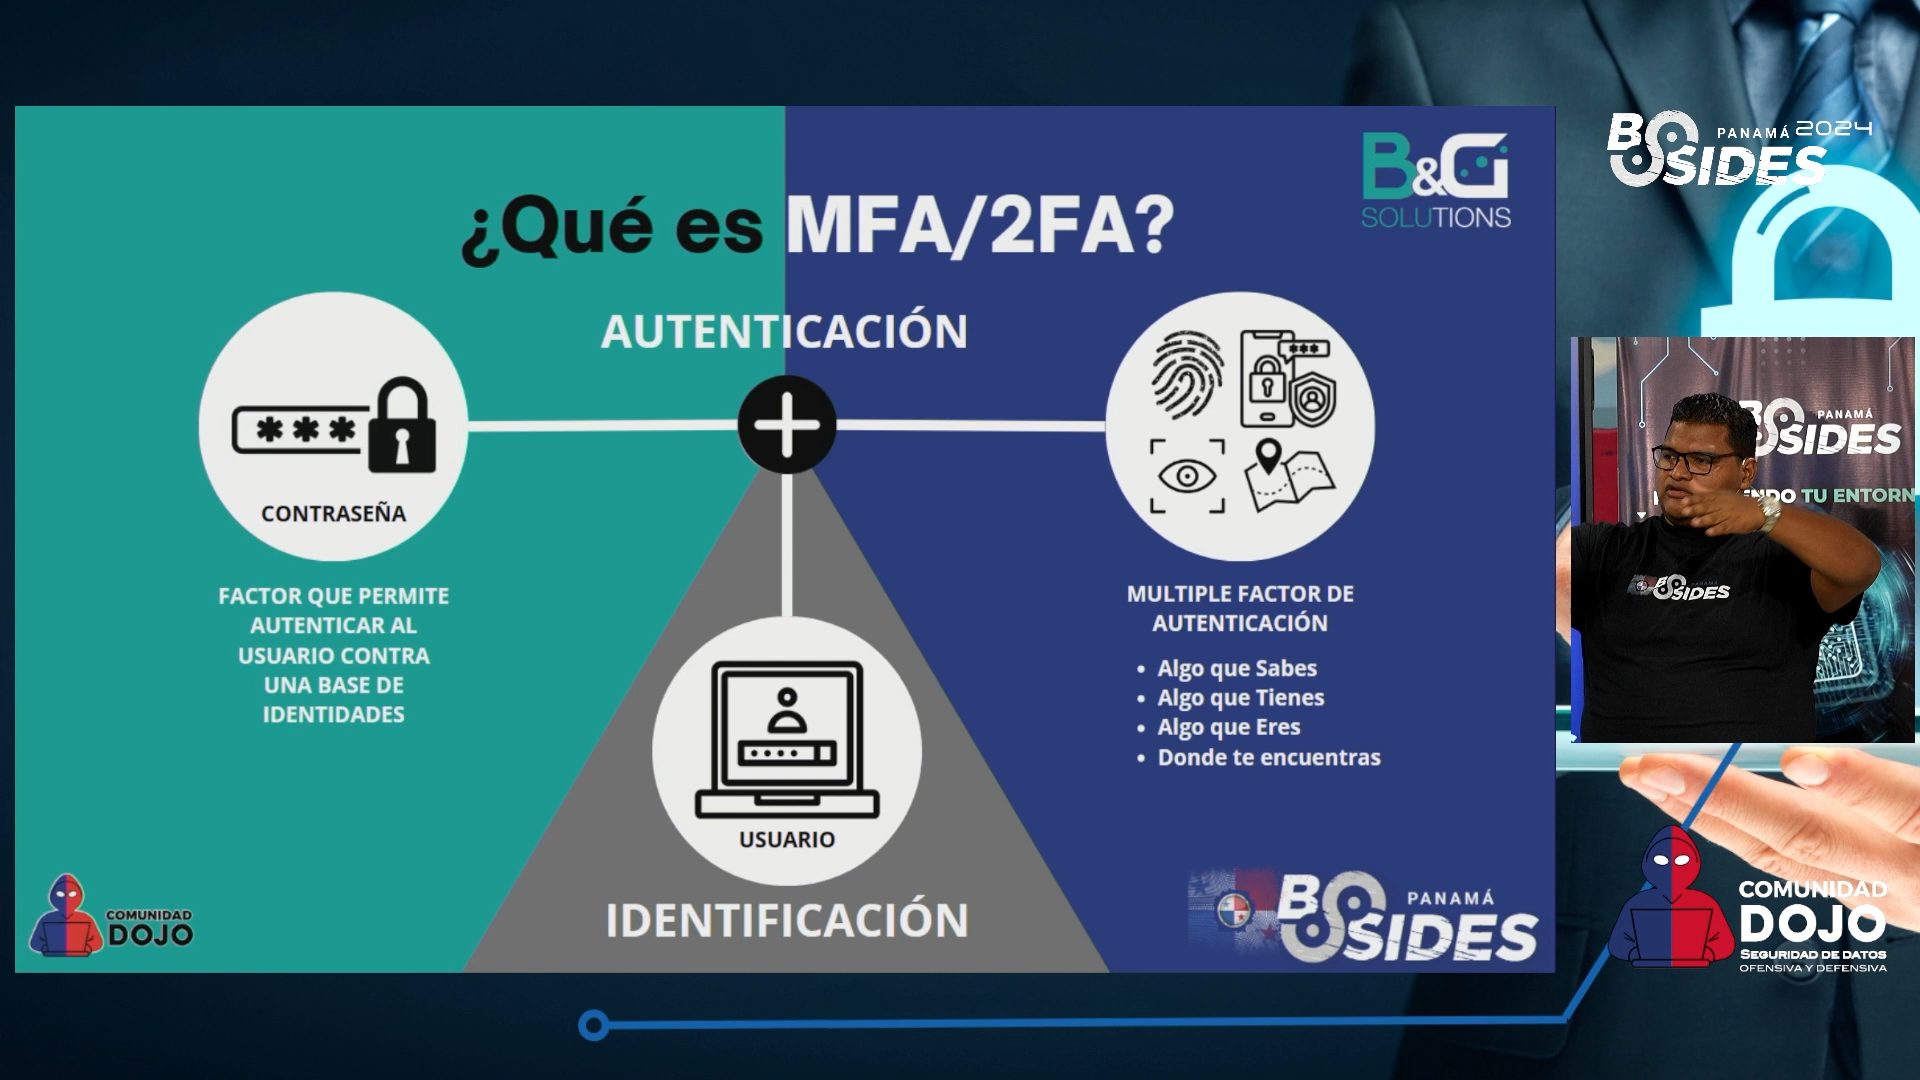 ¿Qué es MFA/2FA?
B&G
SOLUTIONS
AUTENTICACIÓN
***
CONTRASEÑA
FACTOR QUE PERMITE
AUTENTICAR AL
USUARIO CONTRA
UNA BASE DE
IDENTIDADES
USUARIO
IDENTIFICACIÓN
***
MULTIPLE FACTOR DE
AUTENTICACIÓN
• Algo que Sabes
• Algo que Tienes
• Algo que Eres
• Donde te encuentras
COMUNIDAD
DOJO
BSIDES
PANAMÁ
BSIDES
PANAMÁ 2024
BSIDES
PANAMÁ
TU ENTORN
BSIDES
COMUNIDAD
DOJO
SEGURIDAD DE DATOS
OFENSIVA Y DEFENSIVA